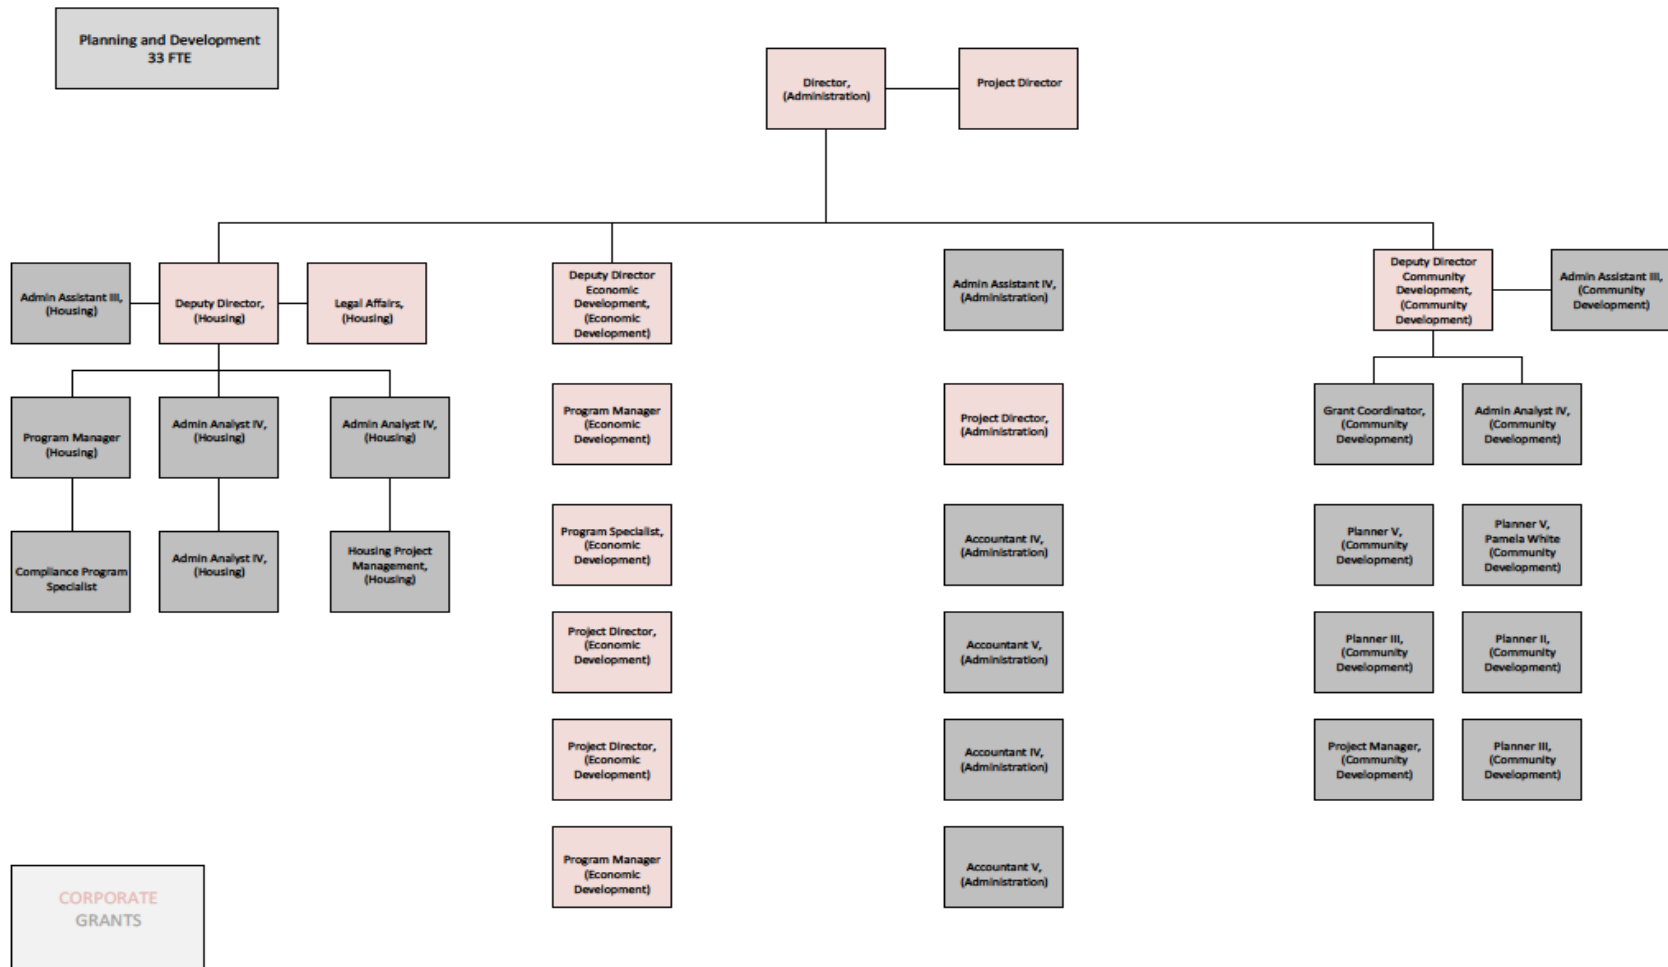 Planning and Development
33 FTE
Director,
(Administration)
Project Director
Admin Assistant III,
(Housing)
Deputy Director,
(Housing)
Legal Affairs,
(Housing)
Deputy Director
Economic
Development,
(Economic
Development)
Admin Assistant IV,
(Administration)
Deputy Director
Community
Development,
(Community
Development)
Admin Assistant III,
(Community
Development)
Program Manager
(Housing)
Admin Analyst IV,
(Housing)
Admin Analyst IV,
(Housing)
Program Manager
(Economic
Development)
Project Director,
(Administration)
Grant Coordinator,
(Community
Development)
Admin Analyst IV,
(Community
Development)
Compliance Program
Specialist
Admin Analyst IV,
(Housing)
Housing Project
Management,
(Housing)
Program Specialist,
(Economic
Development)
Accountant IV,
(Administration)
Planner V,
(Community
Development)
Planner V,
Pamela White
(Community
Development)
Project Director,
(Economic
Development)
Accountant V,
(Administration)
Planner III,
(Community
Development)
Planner II,
(Community
Development)
Project Director,
(Economic
Development)
Accountant IV,
(Administration)
Project Manager,
(Community
Development)
Planner III,
(Community
Development)
Program Manager
(Economic
Development)
Accountant V,
(Administration)
CORPORATE
GRANTS